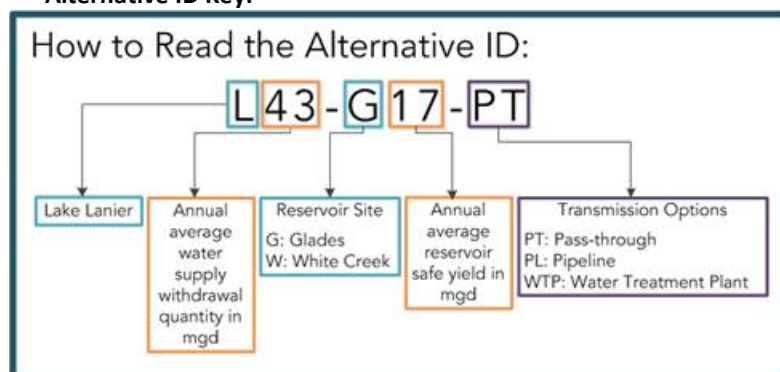 Alternative ID Key:
How to Read the Alternative ID:
L43-G17-PT
Lake Lanier
Annual
average
water
supply
withdrawal
quantity in
mgd
Reservoir Site
G: Glades
W: White Creek
Annual
average
reservoir
safe yield in
mgd
Transmission Options
PT: Pass-through
PL: Pipeline
WTP: Water Treatment Plant